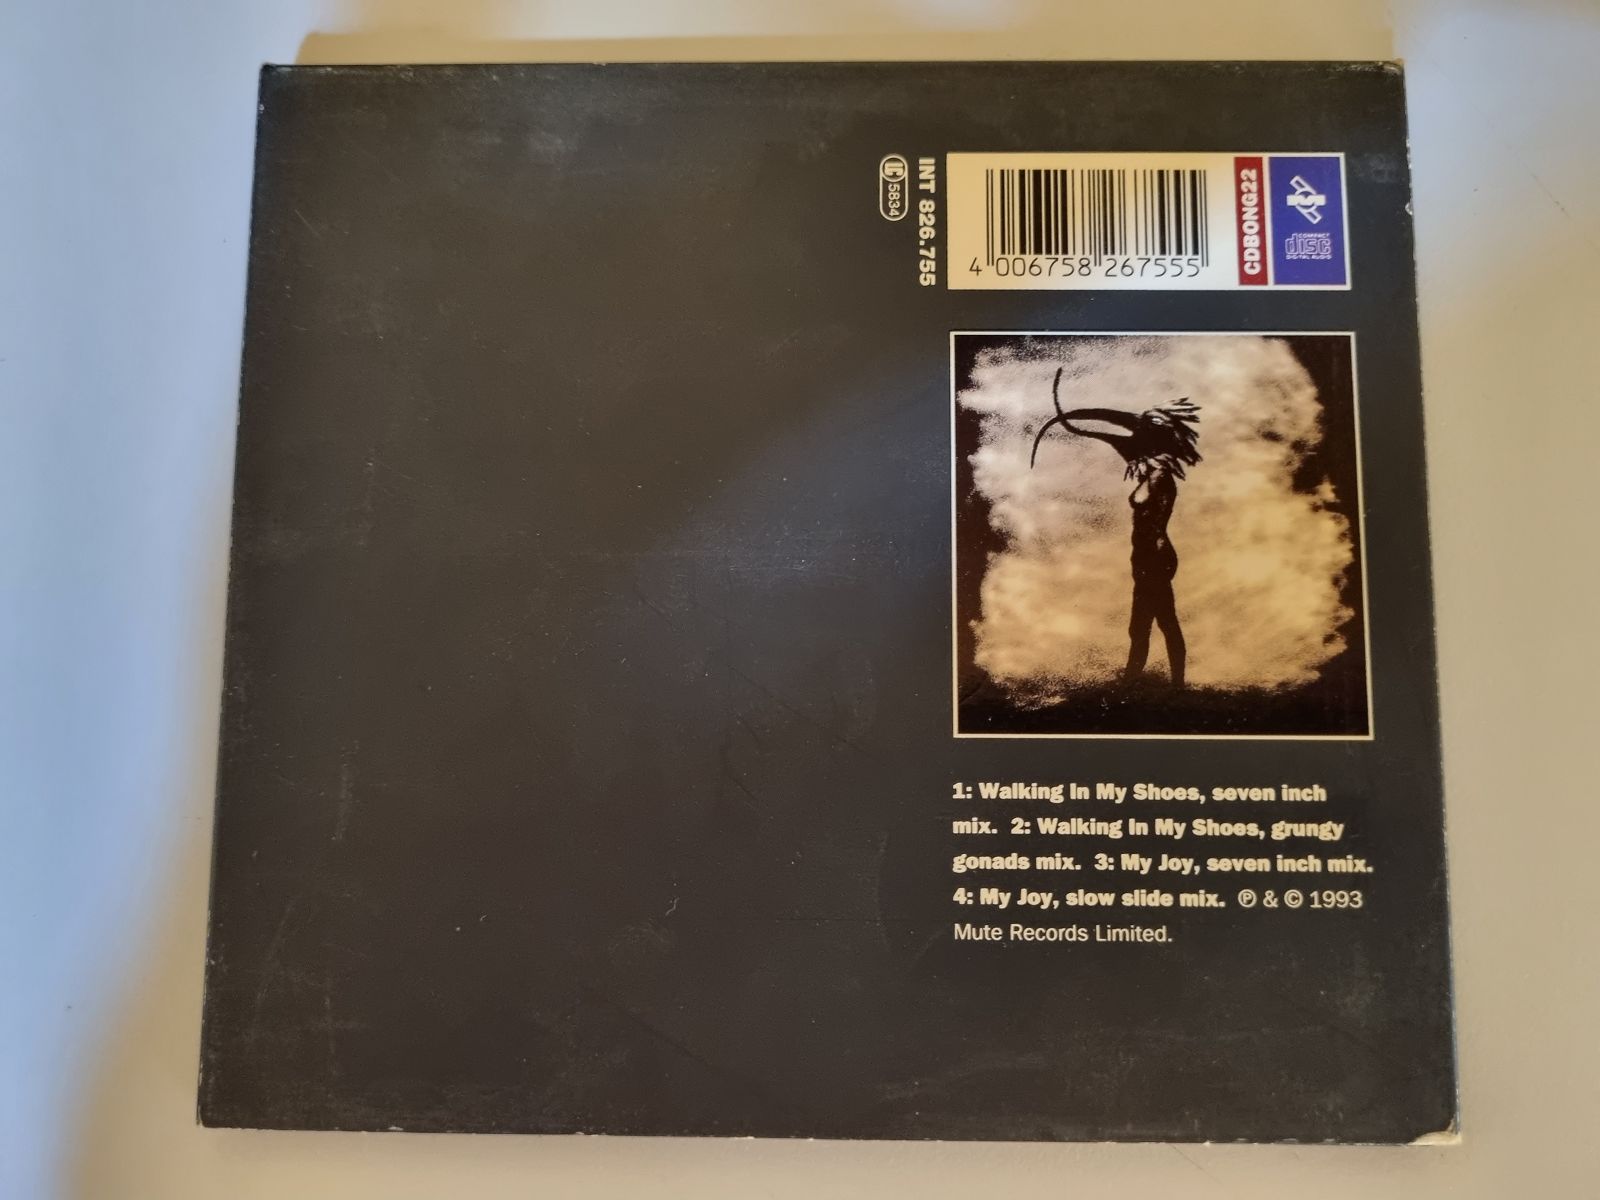 LC 5834
INT 826.755
4 006758 267555
CDBONG22
COMPACT
disc
DIGITAL AUDIO
1: Walking In My Shoes, seven inch
mix. 2: Walking In My Shoes, grungy
gonads mix. 3: My Joy, seven inch mix.
4: My Joy, slow slide mix. ℗ & © 1993
Mute Records Limited.